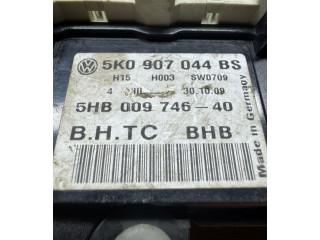 5K0 907 044 BS
H15 H003 SW0709
4 30.10.09
5HB 009 746-40
B.H.TC BHB
Made in Germany